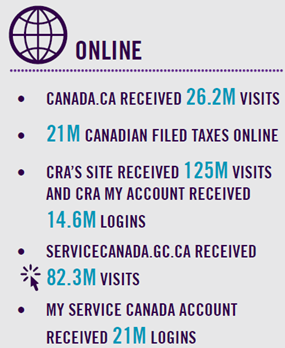 ONLINE
• CANADA.CA RECEIVED 26.2M VISITS
• 21M CANADIAN FILED TAXES ONLINE
• CRA'S SITE RECEIVED 125M VISITS
AND CRA MY ACCOUNT RECEIVED
14.6M LOGINS
• SERVICECANADA.GC.CA RECEIVED
82.3M VISITS
• MY SERVICE CANADA ACCOUNT
RECEIVED 21M LOGINS